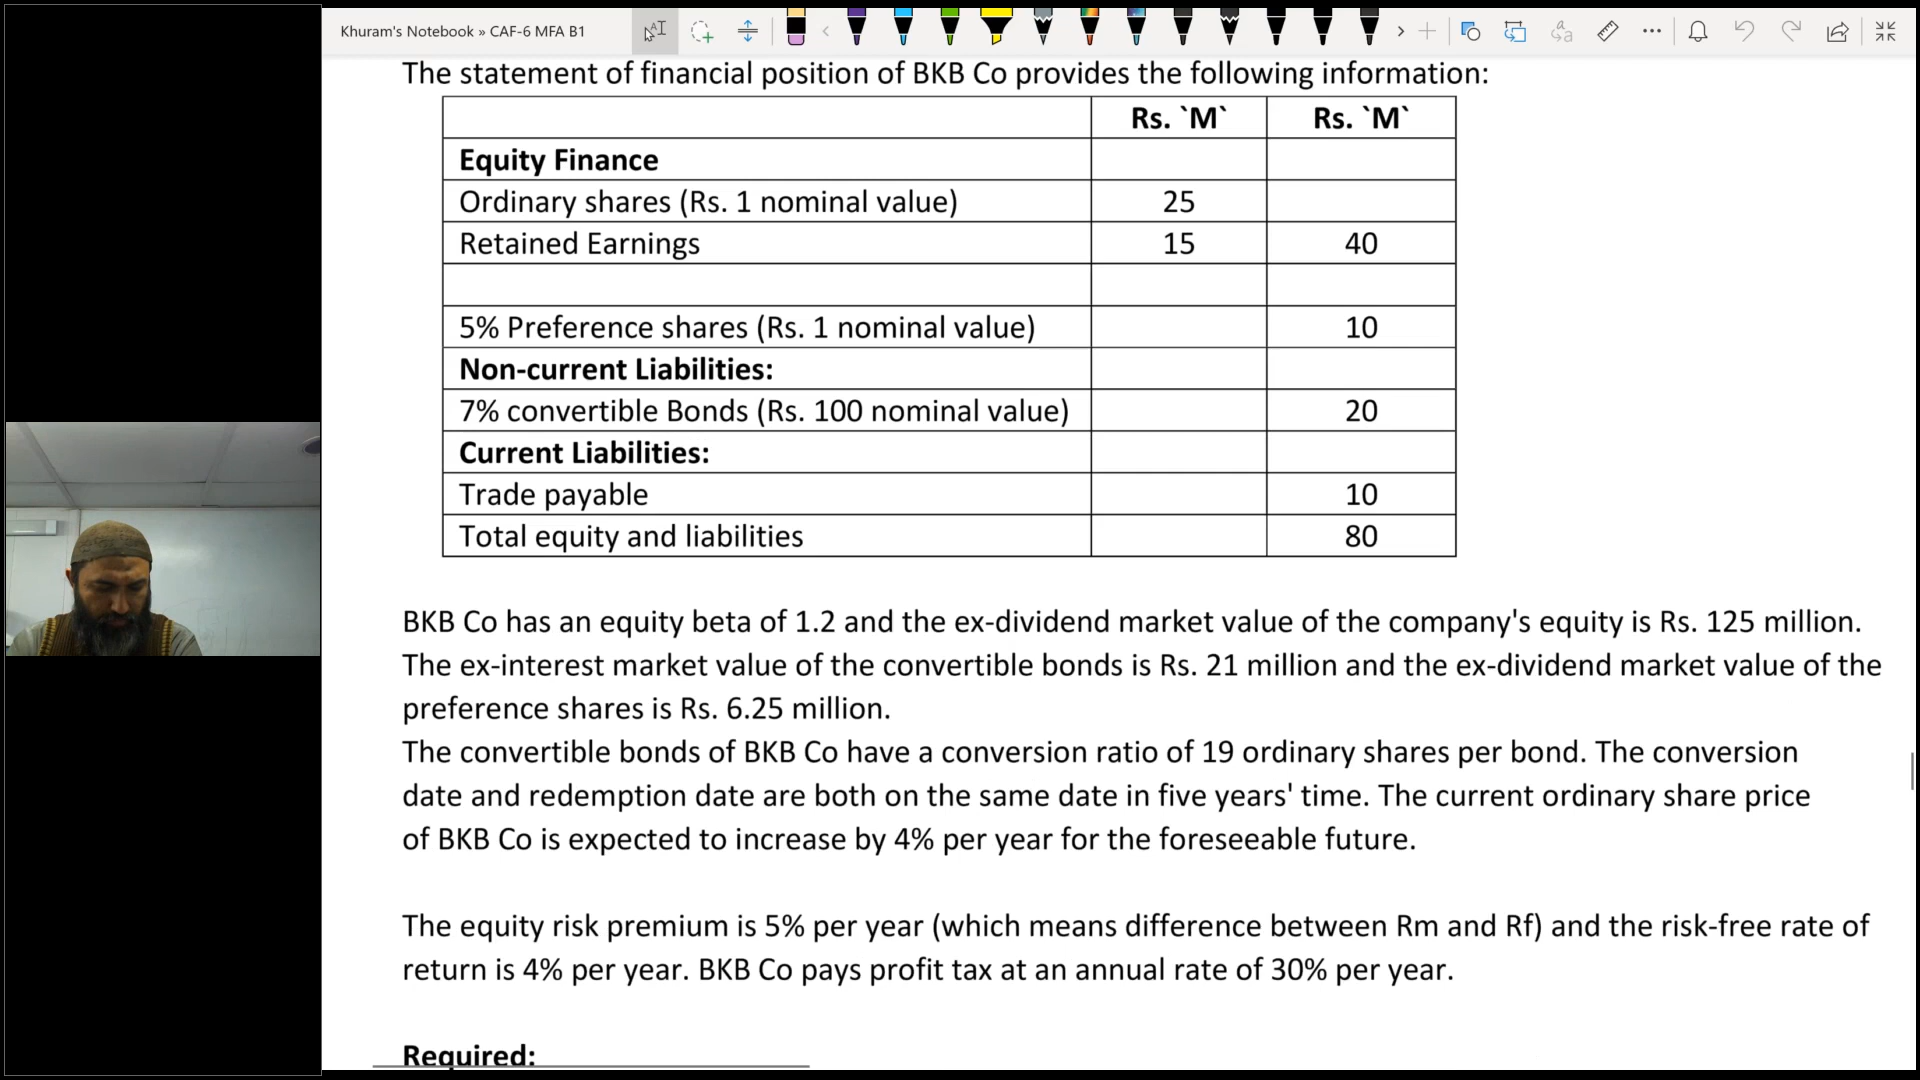 Khuram's Notebook » CAF-6 MFA B1
The statement of financial position of BKB Co provides the following information:
Rs. `M` Rs. `M`
Equity Finance
Ordinary shares (Rs. 1 nominal value) 25
Retained Earnings 15 40
5% Preference shares (Rs. 1 nominal value) 10
Non-current Liabilities:
7% convertible Bonds (Rs. 100 nominal value) 20
Current Liabilities:
Trade payable 10
Total equity and liabilities 80
BKB Co has an equity beta of 1.2 and the ex-dividend market value of the company's equity is Rs. 125 million.
The ex-interest market value of the convertible bonds is Rs. 21 million and the ex-dividend market value of the
preference shares is Rs. 6.25 million.
The convertible bonds of BKB Co have a conversion ratio of 19 ordinary shares per bond. The conversion
date and redemption date are both on the same date in five years' time. The current ordinary share price
of BKB Co is expected to increase by 4% per year for the foreseeable future.
The equity risk premium is 5% per year (which means difference between Rm and Rf) and the risk-free rate of
return is 4% per year. BKB Co pays profit tax at an annual rate of 30% per year.
Required: